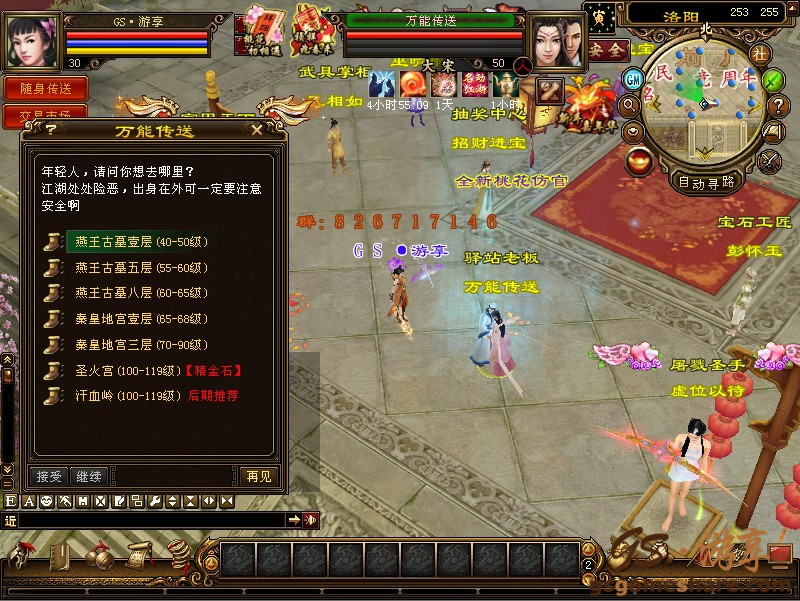 GS·游享
30
万能传送
50
洛阳
253 255
北
安全
社
GM
自动寻路
随身传送
交易市场
大宋
武具掌柜
4小时
55:09
1天
1小时
抽奖中心
招财进宝
全新桃花仿官
群:826717146
GS●游享
驿站老板
万能传送
宝石工匠
彭怀玉
屠戮圣手
虚位以待
万能传送
年轻人，请问你想去哪里？
江湖处处险恶，出身在外可一定要注意
安全啊
燕王古墓壹层(40-50级)
燕王古墓五层(55-60级)
燕王古墓八层(60-65级)
秦皇地宫壹层(65-68级)
秦皇地宫三层(70-90级)
圣火宫(100-119级)【精金石】
汗血岭(100-119级) 后期推荐
接受
继续
再见
近
2
GS·游享!